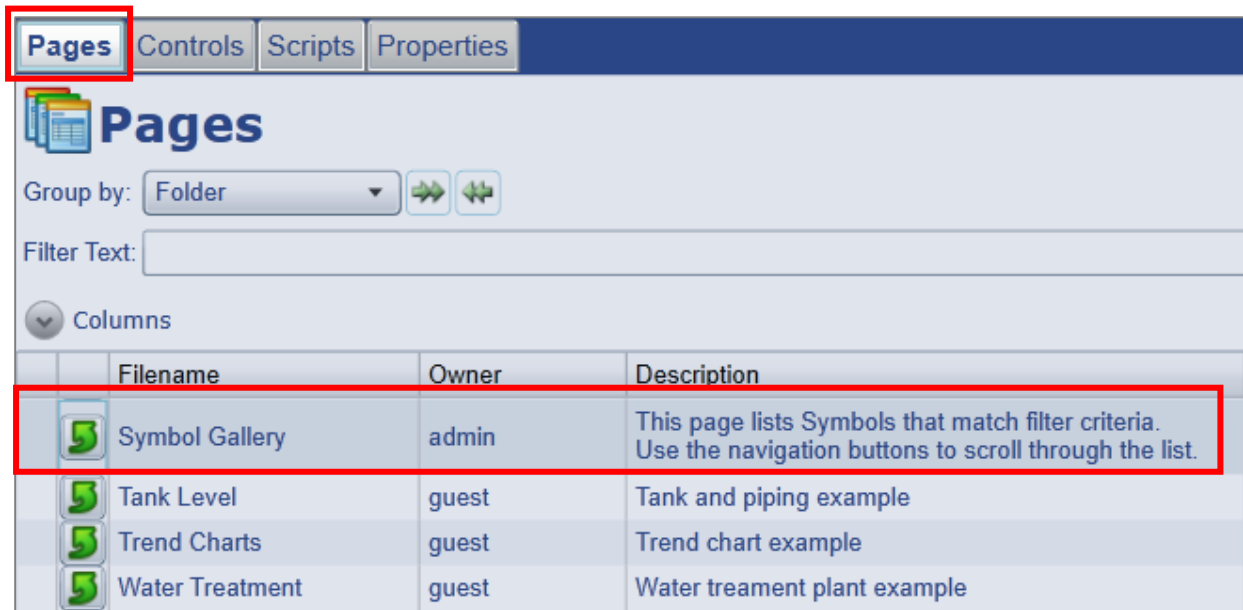 Pages Controls Scripts Properties
Pages
Group by: Folder
Filter Text:
Columns
Filename Owner Description
Symbol Gallery admin This page lists Symbols that match filter criteria.
Use the navigation buttons to scroll through the list.
Tank Level guest Tank and piping example
Trend Charts guest Trend chart example
Water Treatment guest Water treament plant example